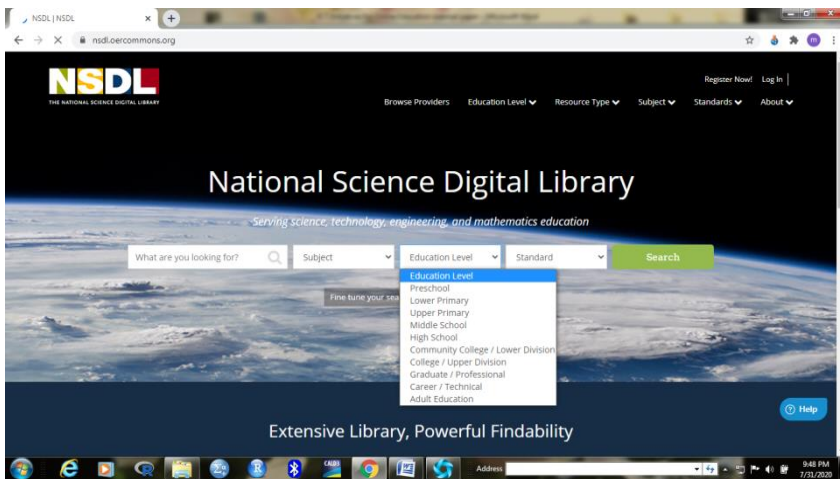 NSDL | NSDL
nsdl.oercommons.org
NSDL
THE NATIONAL SCIENCE DIGITAL LIBRARY
Register Now! Log In
Browse Providers Education Level Resource Type Subject Standards About
National Science Digital Library
Serving science, technology, engineering, and mathematics education
What are you looking for? Subject Education Level Standard Search
Education Level
Preschool
Lower Primary
Upper Primary
Middle School
High School
Community College / Lower Division
College / Upper Division
Graduate / Professional
Career / Technical
Adult Education
Fine tune your sea
Help
Extensive Library, Powerful Findability
Address
9:48 PM
7/31/2020